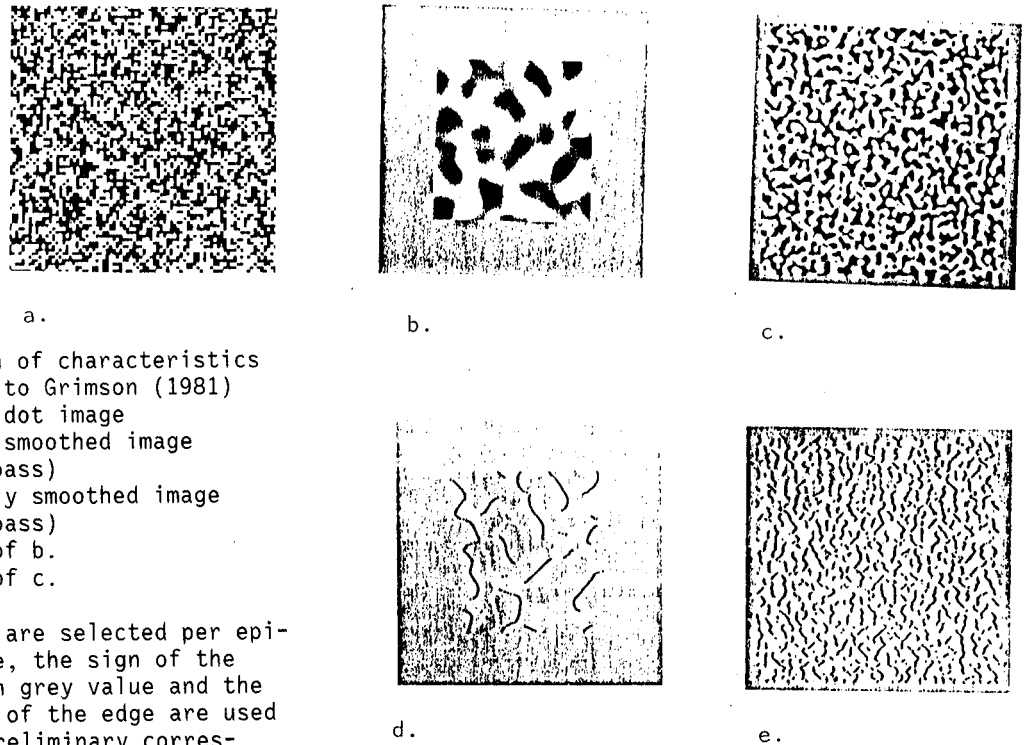 a.
b.
c.
of characteristics
to Grimson (1981)
dot image
smoothed image
pass)
y smoothed image
pass)
of b.
of c.
are selected per epi-
e, the sign of the
n grey value and the
of the edge are used
reliminary corres-
d.
e.